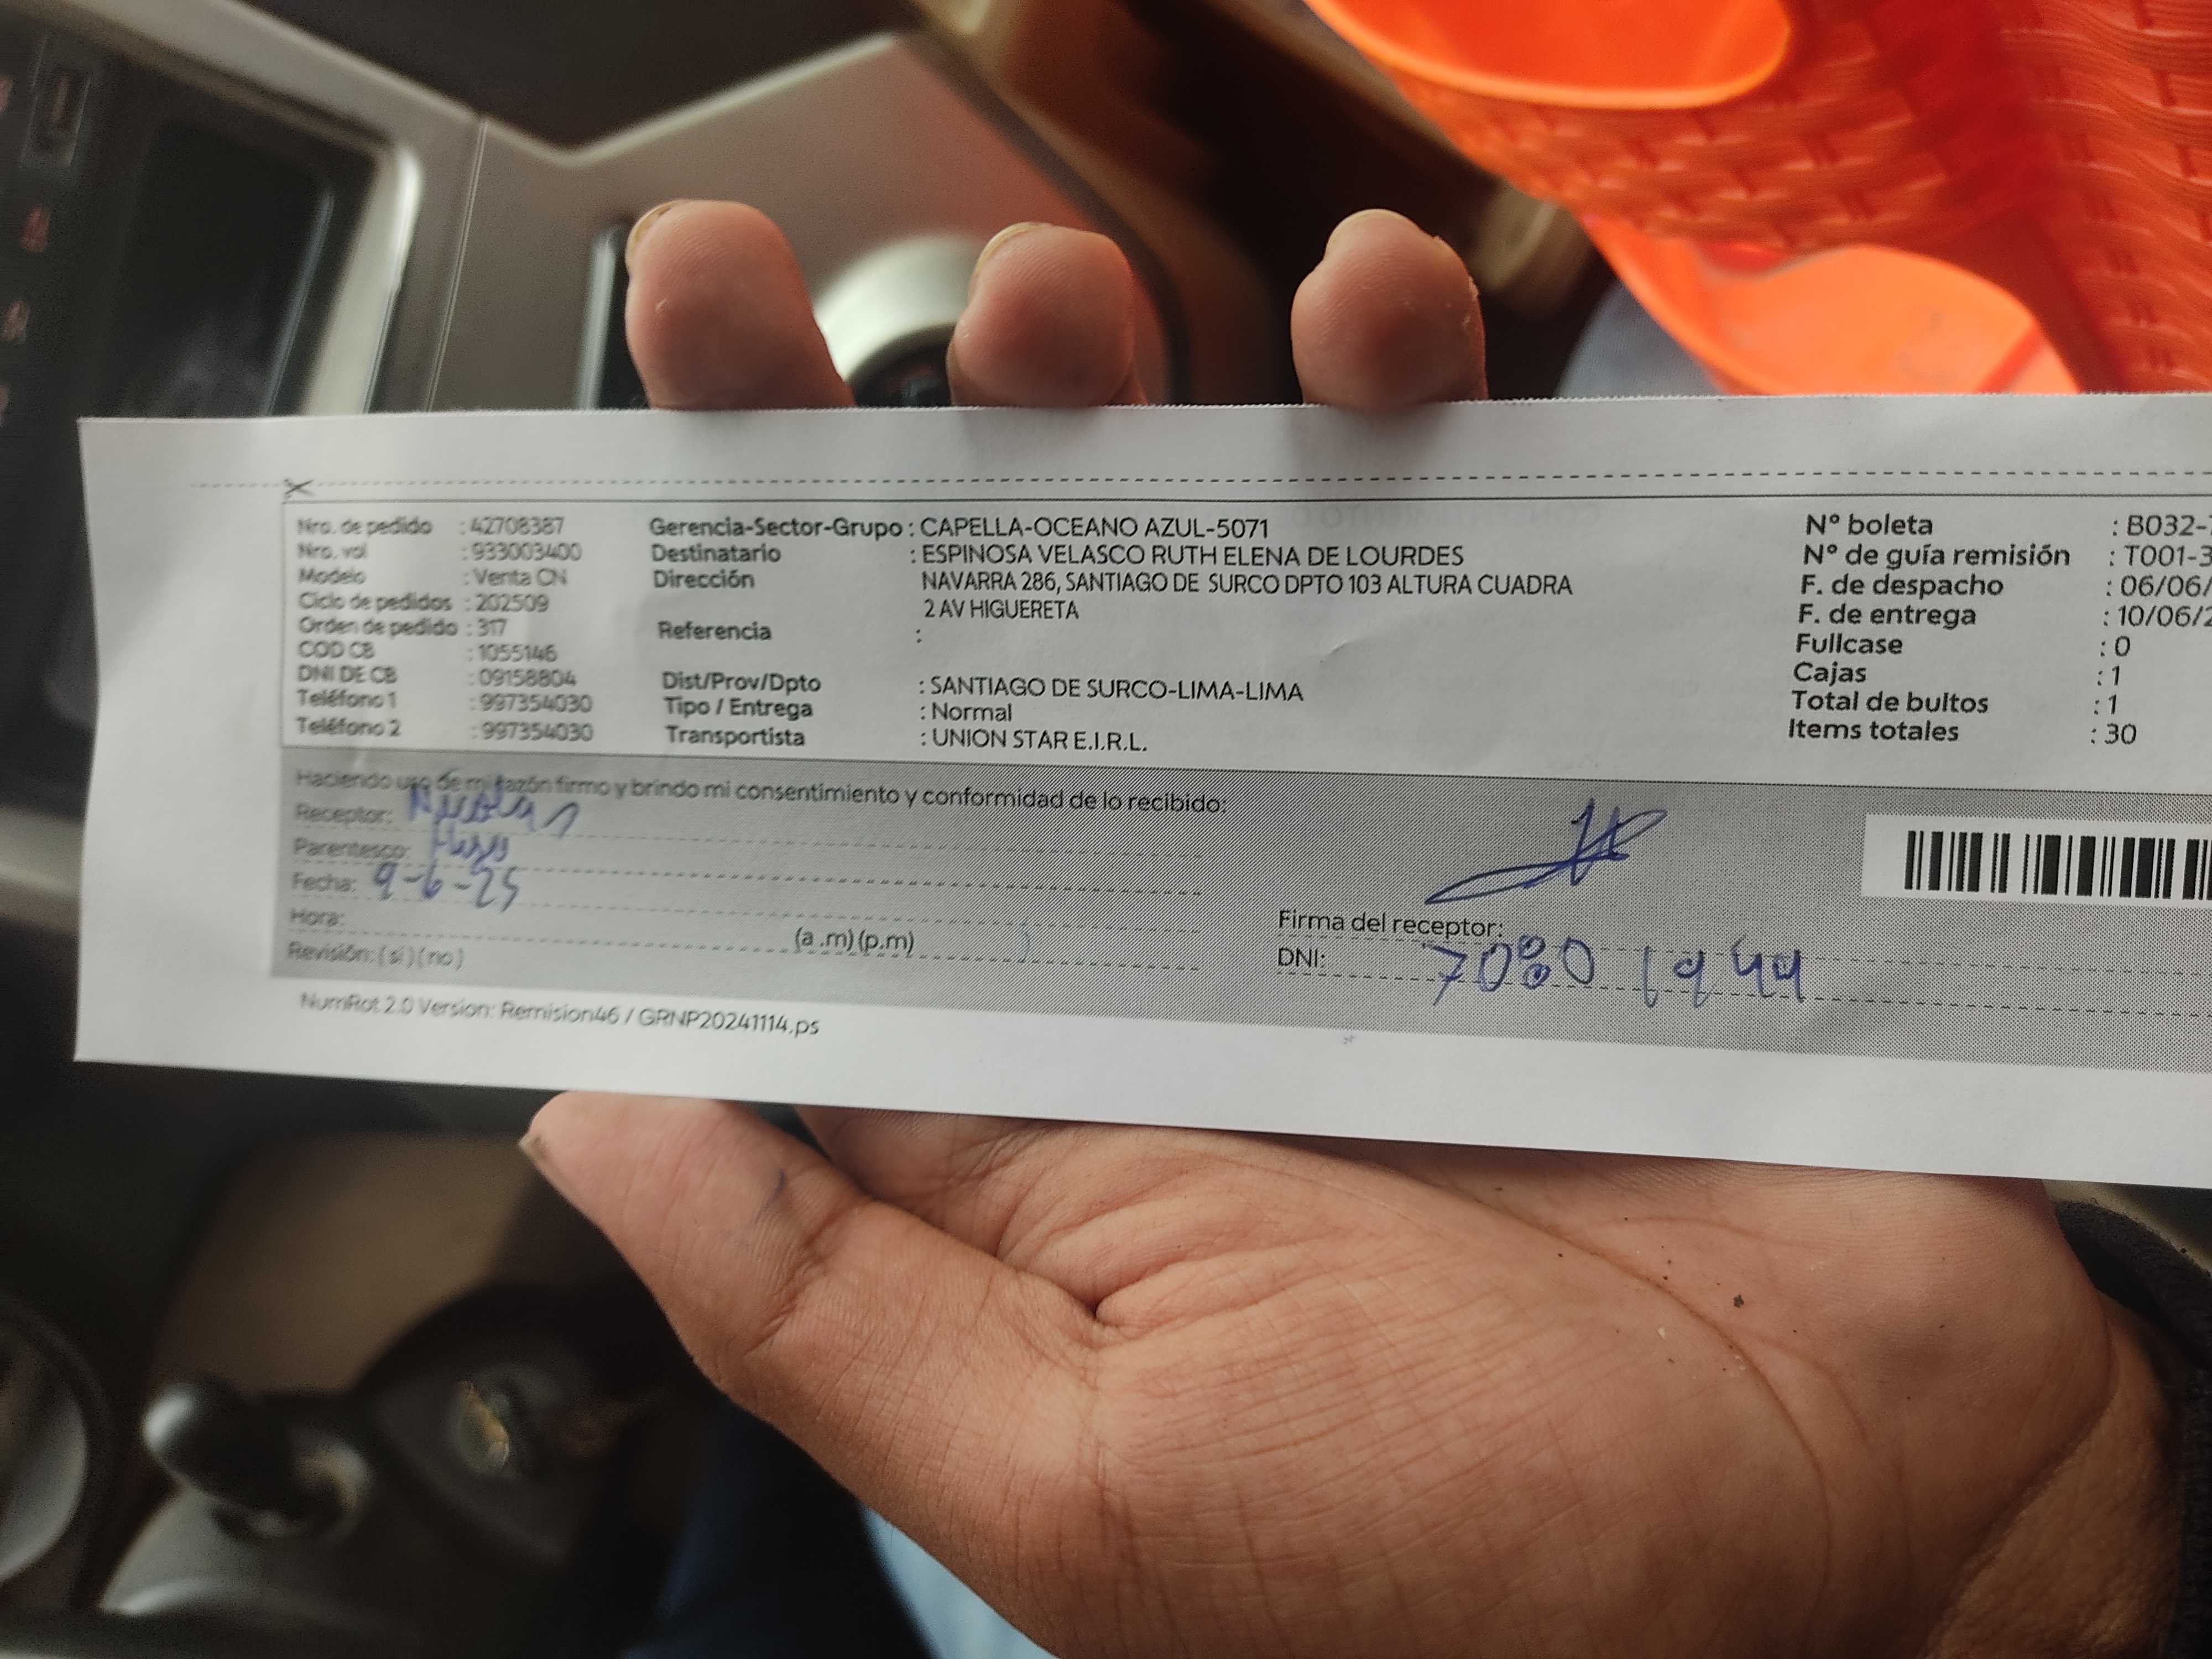 Nro. de pedido : 42708387
Nro. vol : 933003400
Modelo : Venta CN
Ciclo de pedidos : 202509
Orden de pedido : 317
COD CB : 1055146
DNI DE CB : 09158804
Teléfono 1 : 997354030
Teléfono 2 : 997354030
Gerencia-Sector-Grupo : CAPELLA-OCEANO AZUL-5071
Destinatario : ESPINOSA VELASCO RUTH ELENA DE LOURDES
Dirección NAVARRA 286, SANTIAGO DE SURCO DPTO 103 ALTURA CUADRA
2 AV HIGUERETA
Referencia :
Dist/Prov/Dpto : SANTIAGO DE SURCO-LIMA-LIMA
Tipo / Entrega : Normal
Transportista : UNION STAR E.I.R.L.
N° boleta : B032-
N° de guía remisión : T001-3
F. de despacho : 06/06/
F. de entrega : 10/06/2
Fullcase : 0
Cajas : 1
Total de bultos : 1
Items totales : 30
Haciendo uso de mi razón firmo y brindo mi consentimiento y conformidad de lo recibido:
Receptor: Nicolas
Parentesco: Hijo
Fecha: 9-6-25
Hora: (a.m) (p.m)
Revisión: (si) (no)
Firma del receptor:
DNI: 7080 1944
NumRot 2.0 Version: Remision46 / GRNP20241114.ps